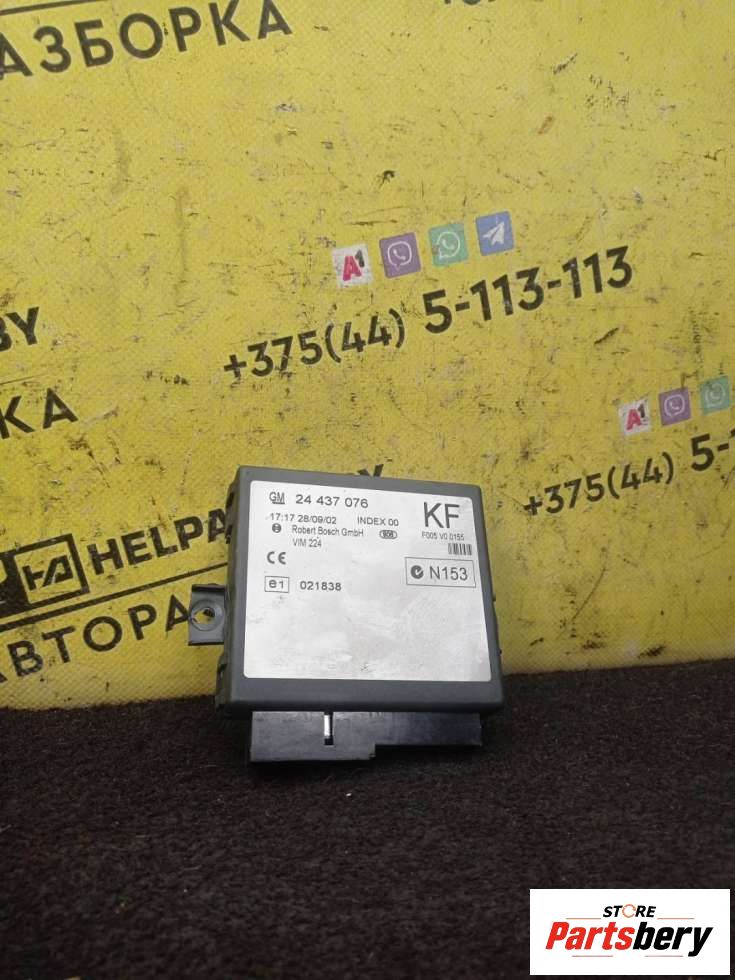 АЗБОРКА
BY
+375(44) 5-113-113
КА
+375(44) 5-1
BY
HELPA
АВТОРА
GM 24 437 076
KF
17:17 28/09/02 INDEX 00
Robert Bosch GmbH
F005 V0 0155
VIM 224
CE
N153
e1 021838
STORE
Partsbery